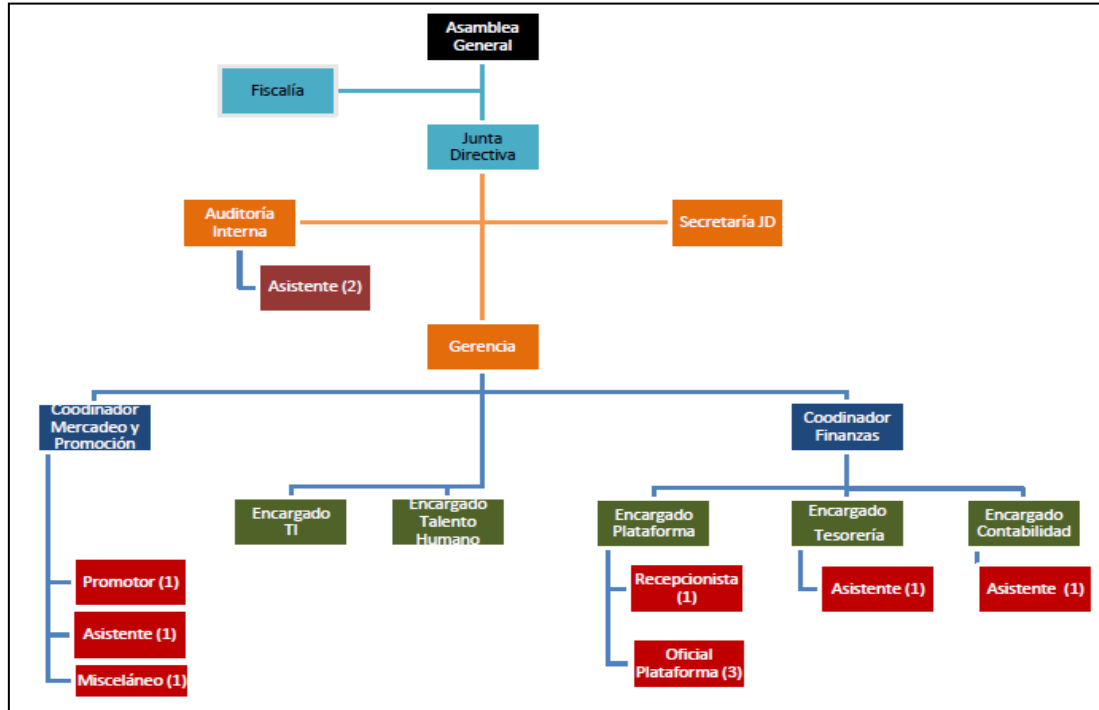 Asamblea
General
Fiscalía
Junta
Directiva
Auditoría
Interna
Secretaría JD
Asistente (2)
Gerencia
Coodinador
Mercadeo y
Promoción
Coodinador
Finanzas
Encargado
TI
Encargado
Talento
Humano
Encargado
Plataforma
Encargado
Tesorería
Encargado
Contabilidad
Promotor (1)
Asistente (1)
Misceláneo (1)
Recepcionista
(1)
Oficial
Plataforma (3)
Asistente (1)
Asistente (1)